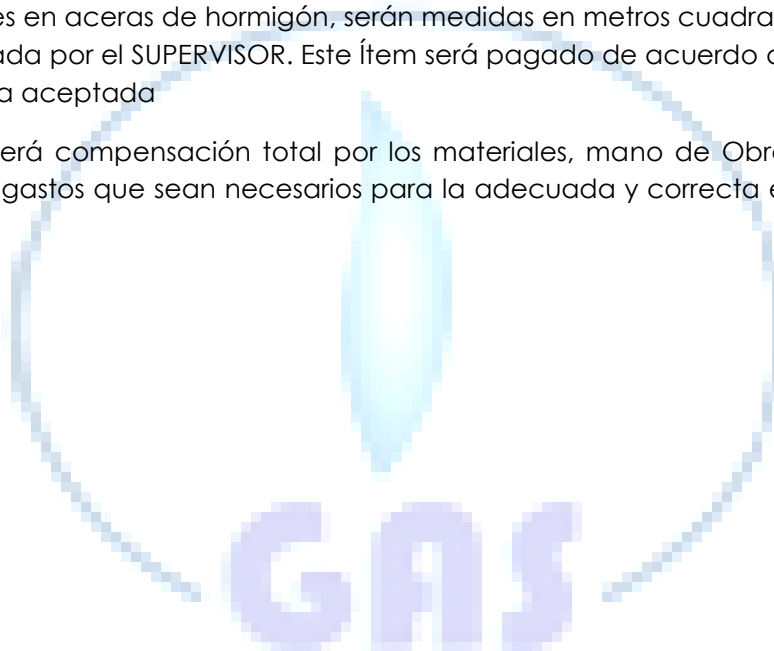 es en aceras de hormigón, serán medidas en metros cuadra
ada por el SUPERVISOR. Este Ítem será pagado de acuerdo
a aceptada
erá compensación total por los materiales, mano de Obr
gastos que sean necesarios para la adecuada y correcta e
GAS